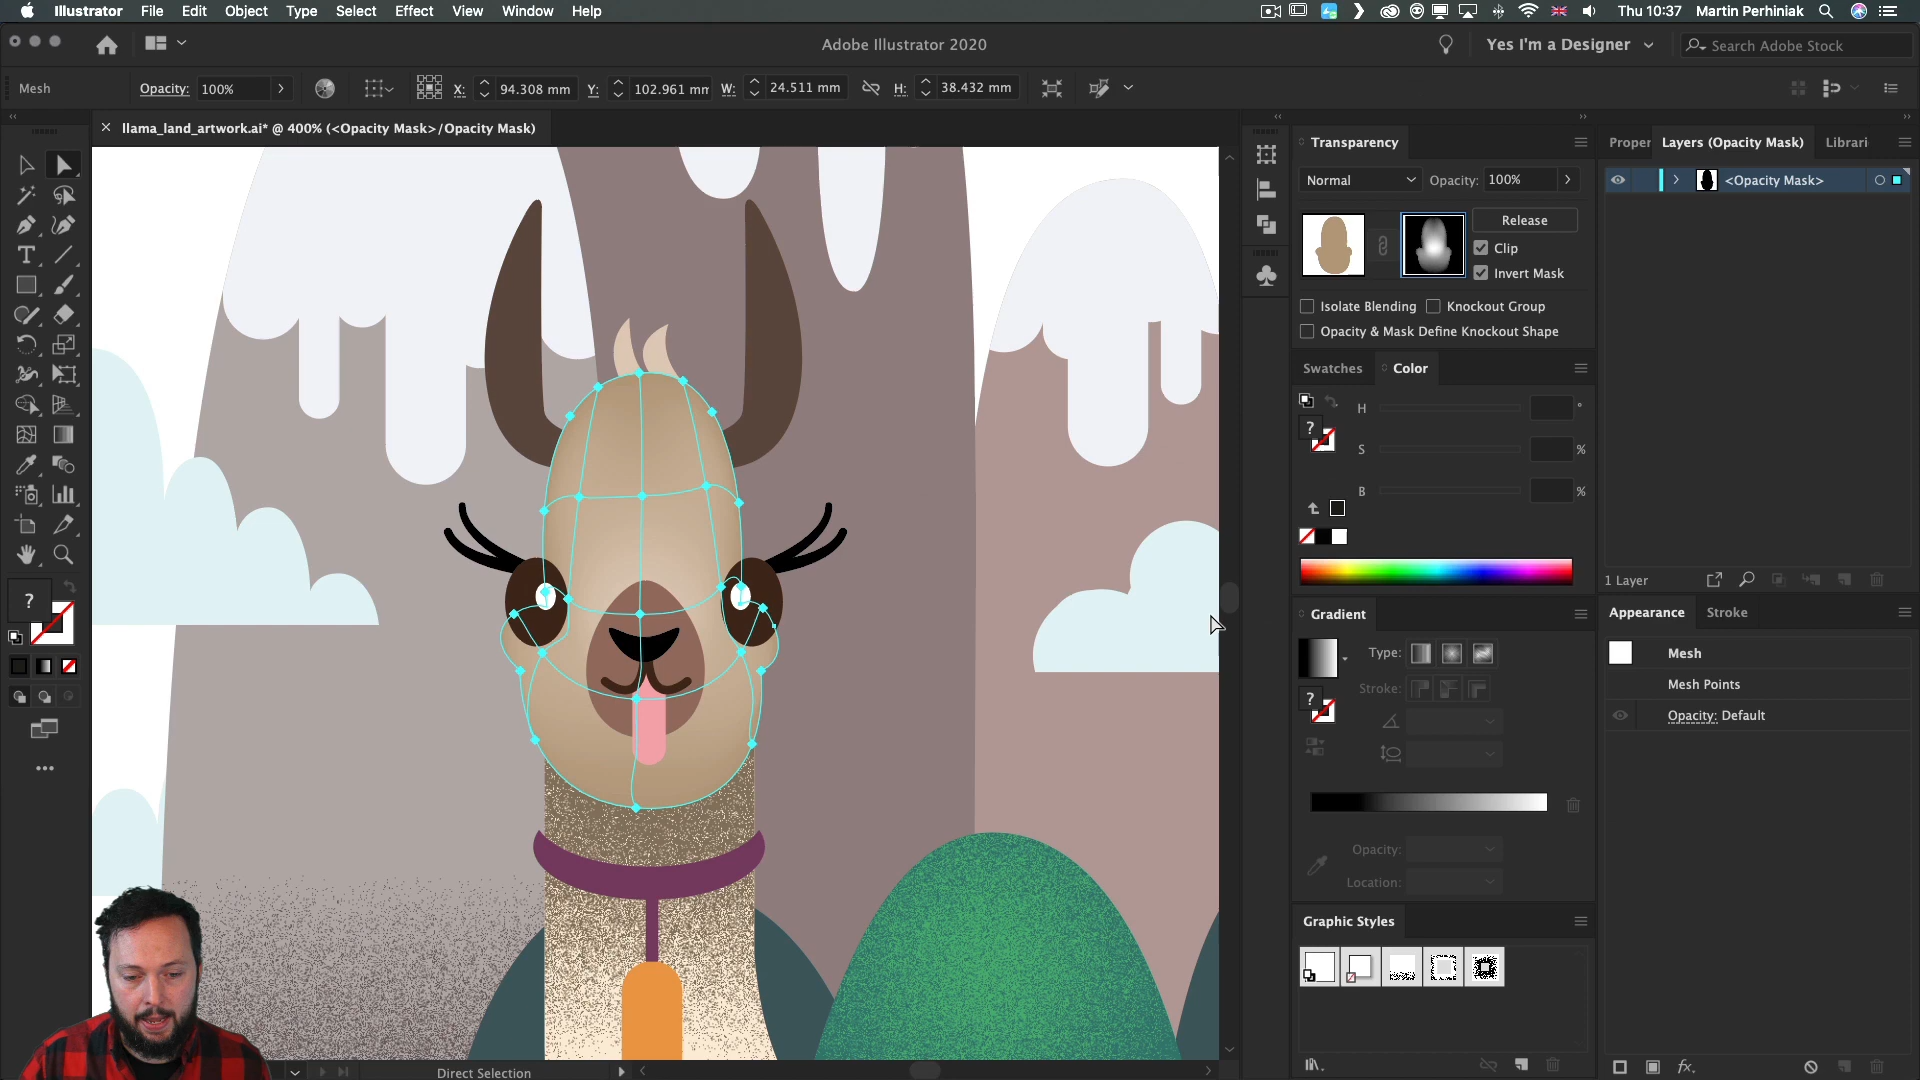 Illustrator File Edit Object Type Select Effect View Window Help Thu 10:37 Martin Perhiniak
Adobe Illustrator 2020 Yes I'm a Designer Search Adobe Stock
Mesh Opacity: 100% X: 94.308 mm Y: 102.961 mm W: 24.511 mm H: 38.432 mm
llama_land_artwork.ai* @ 400% (<Opacity Mask>/Opacity Mask)
Transparency
Normal Opacity: 100%
Release
Clip
Invert Mask
Isolate Blending Knockout Group
Opacity & Mask Define Knockout Shape
Swatches Color
? H °
S %
B %
Gradient
Type:
? Stroke:
Opacity:
Location:
Graphic Styles
Proper Layers (Opacity Mask) Librari
<Opacity Mask>
1 Layer
Appearance Stroke
Mesh
Mesh Points
Opacity: Default
fx
T
?
Direct Selection